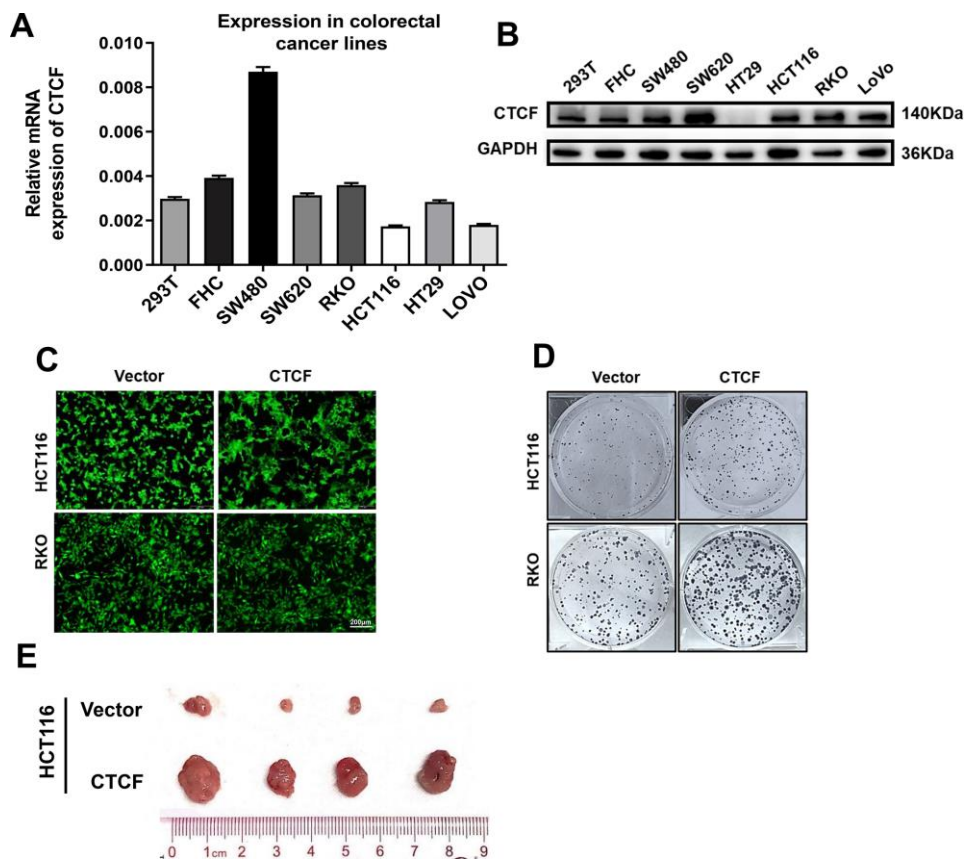 A
Expression in colorectal
cancer lines
Relative mRNA
expression of CTCF
0.010
0.008
0.006
0.004
0.002
0.000
293T
FHC
SW480
SW620
RKO
HCT116
HT29
LOVO
B
293T
FHC
SW480
SW620
HT29
HCT116
RKO
LoVo
CTCF
140KDa
GAPDH
36KDa
C
Vector
CTCF
HCT116
RKO
200μm
D
Vector
CTCF
HCT116
RKO
E
HCT116
Vector
CTCF
0 1cm 2 3 4 5 6 7 8 9